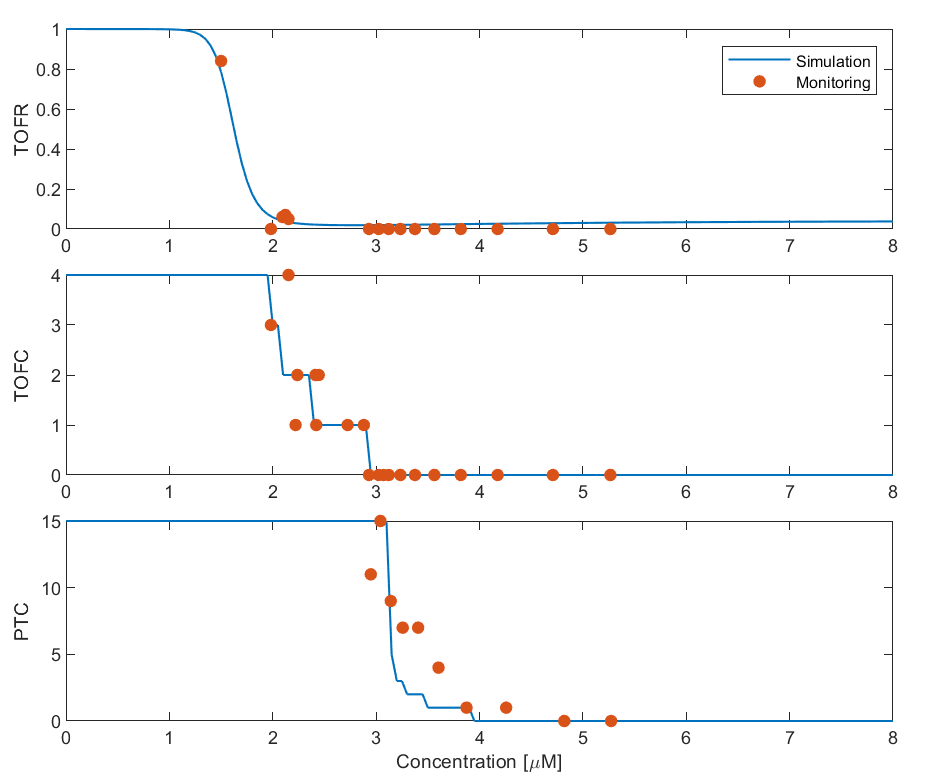 TOFR
1
0.8
0.6
0.4
0.2
0
Simulation
Monitoring
0 1 2 3 4 5 6 7 8
TOFC
4
3
2
1
0
0 1 2 3 4 5 6 7 8
PTC
15
10
5
0
0 1 2 3 4 5 6 7 8
Concentration [μM]